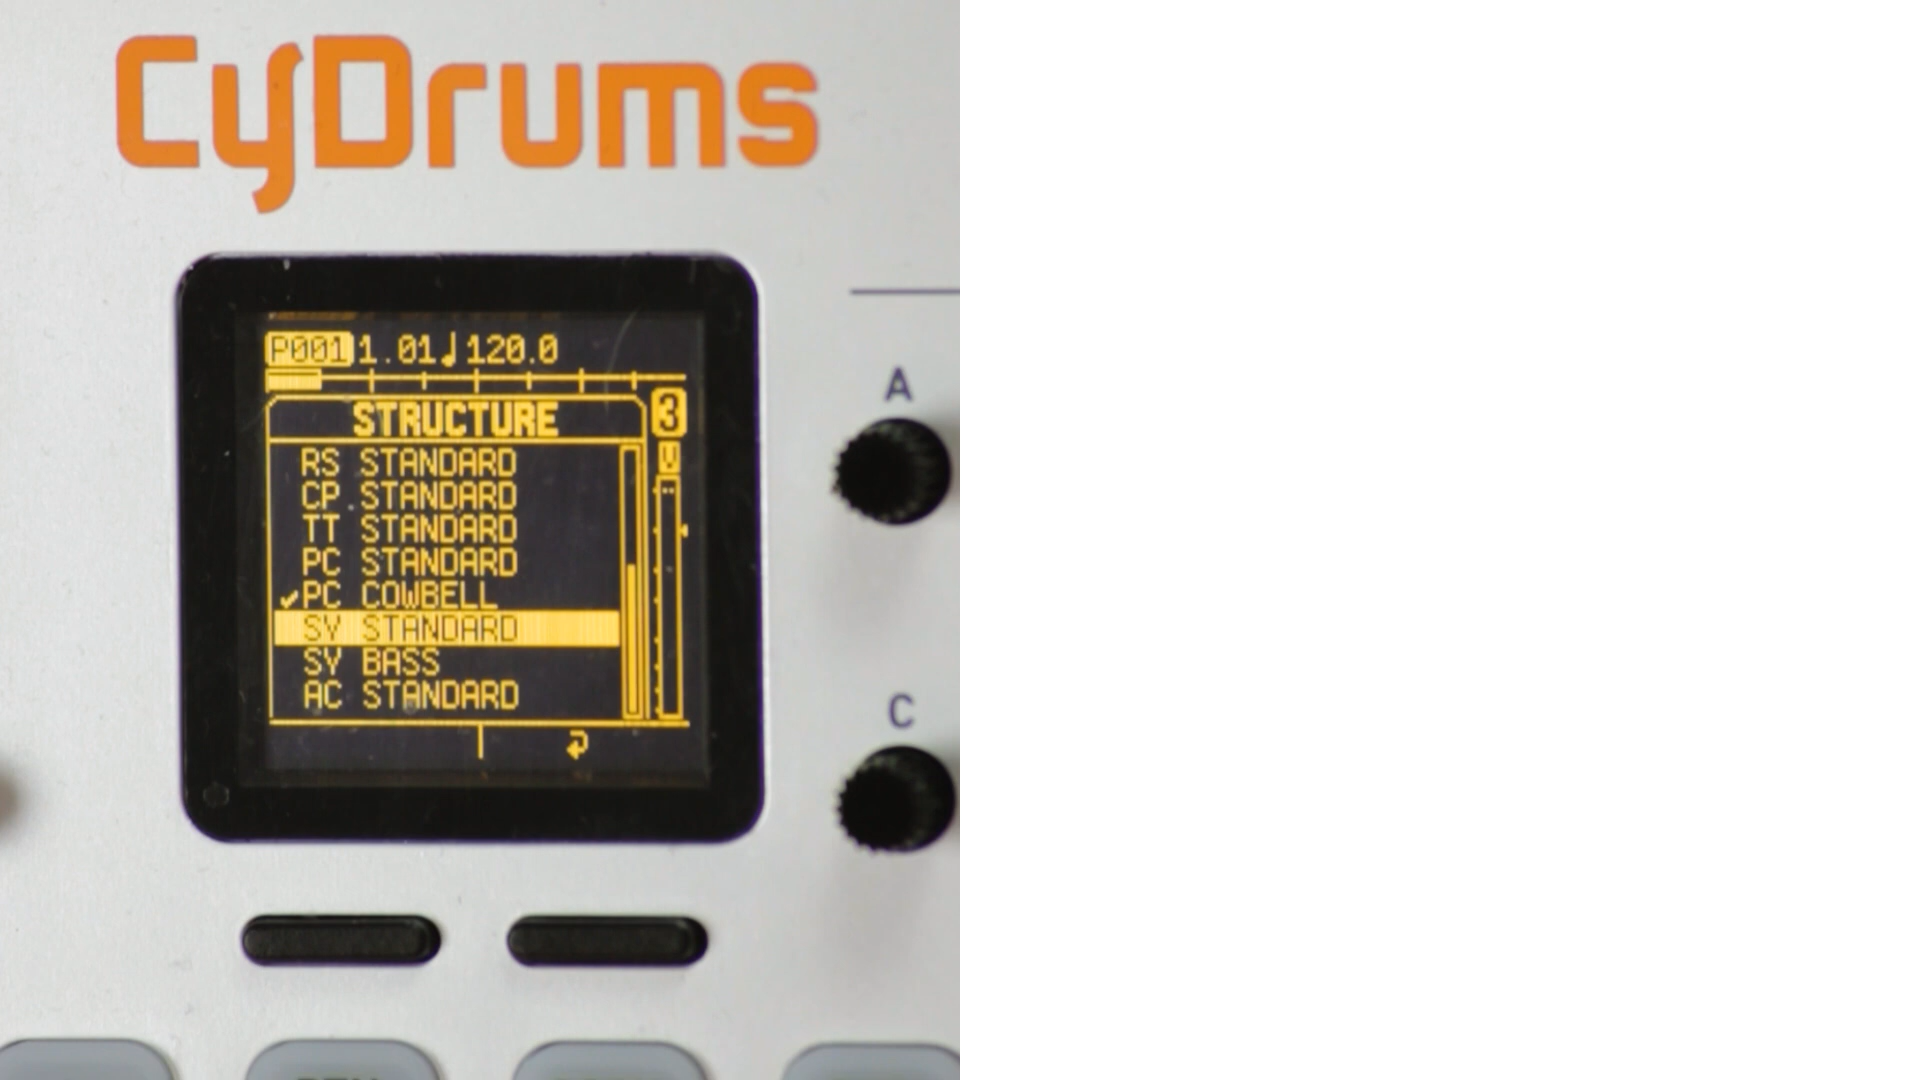 CyDrums
P001 1.01 ♩120.0
STRUCTURE
3
V
RS STANDARD
CP STANDARD
TT STANDARD
PC STANDARD
✓PC COWBELL
SY STANDARD
SY BASS
AC STANDARD
A
C